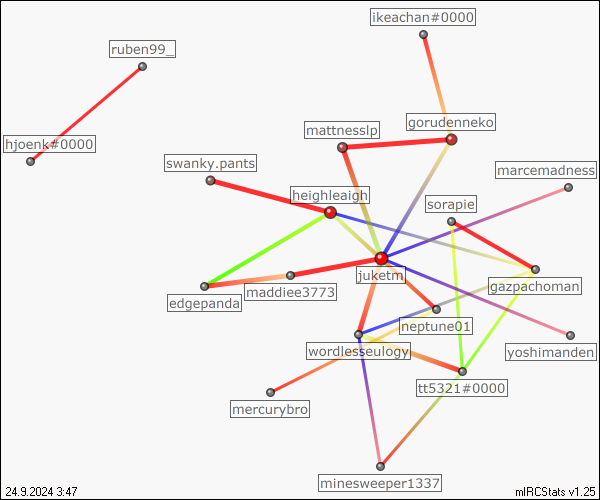 ikeachan#0000
ruben99_
gorudenneko
mattnesslp
hjoenk#0000
swanky.pants
marcemadness
heighleaigh
sorapie
juketm
gazpachoman
maddiee3773
edgepanda
neptune01
wordlesseulogy
yoshimanden
tt5321#0000
mercurybro
minesweeper1337
24.9.2024 3:47
mIRCStats v1.25